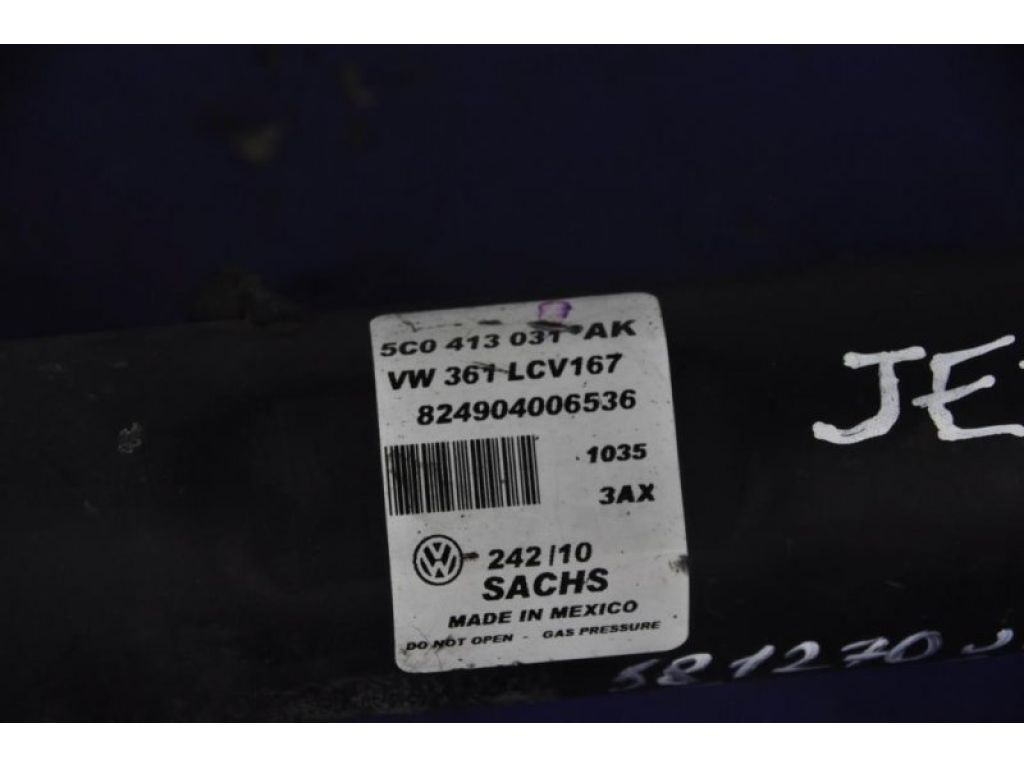 5C0 413 031 AK
VW 361 LCV167
824904006536
1035
3AX
242/10
SACHS
MADE IN MEXICO
DO NOT OPEN - GAS PRESSURE
JE
581270